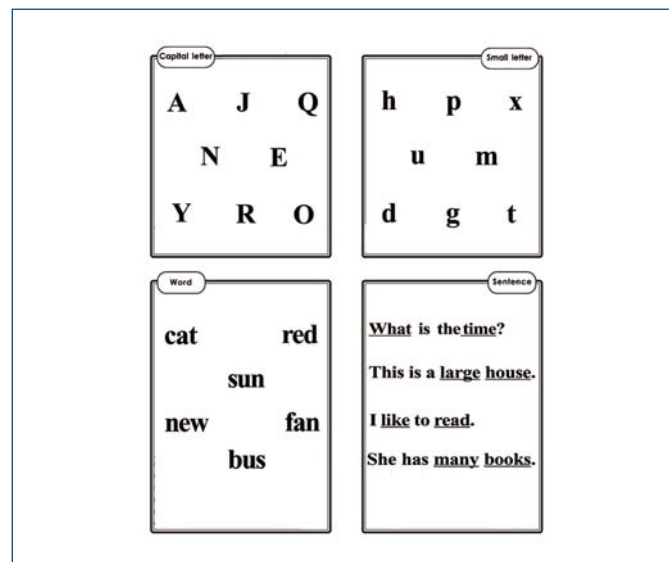 Capital letter
A J Q
N E
Y R O
Small letter
h p x
u m
d g t
Word
cat red
sun
new fan
bus
Sentence
What is the time?
This is a large house.
I like to read.
She has many books.